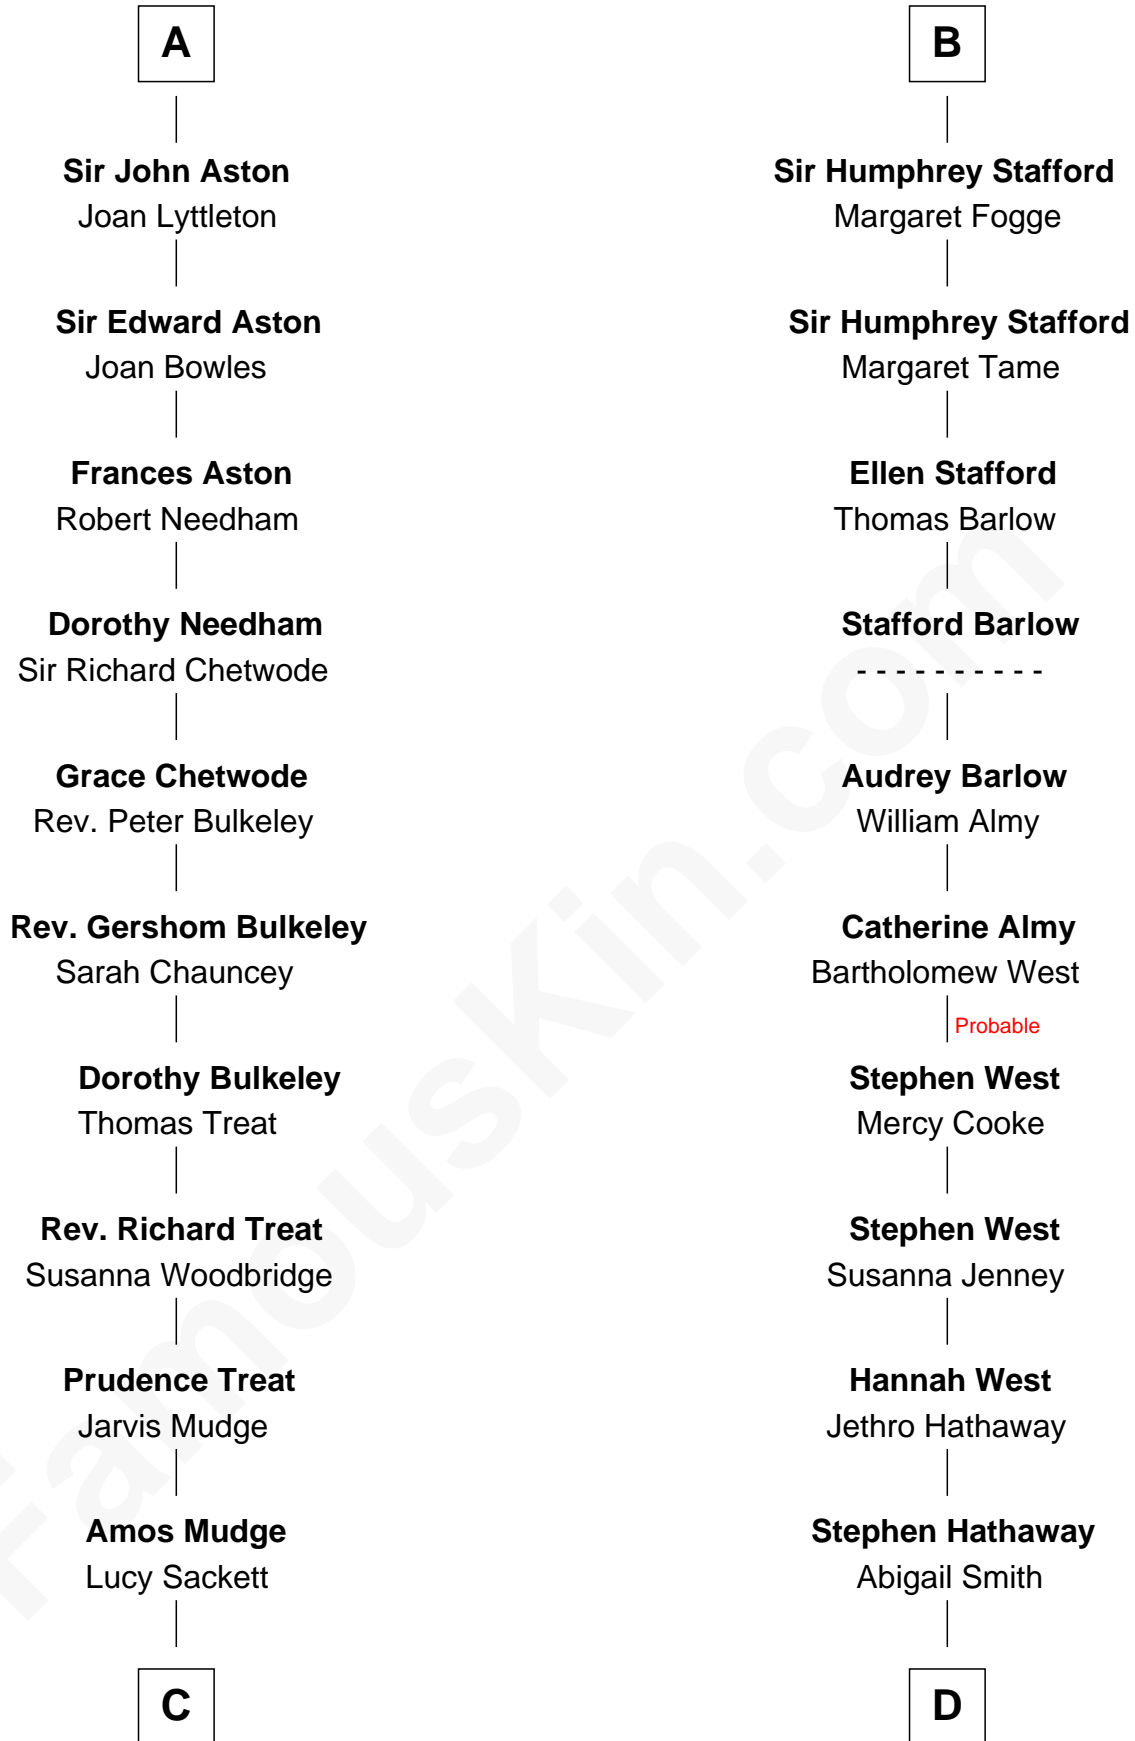 A
Sir John Aston
Joan Lyttleton
Sir Edward Aston
Joan Bowles
Frances Aston
Robert Needham
Dorothy Needham
Sir Richard Chetwode
Grace Chetwode
Rev. Peter Bulkeley
Rev. Gershom Bulkeley
Sarah Chauncey
Dorothy Bulkeley
Thomas Treat
Rev. Richard Treat
Susanna Woodbridge
Prudence Treat
Jarvis Mudge
Amos Mudge
Lucy Sackett
C
B
Sir Humphrey Stafford
Margaret Fogge
Sir Humphrey Stafford
Margaret Tame
Ellen Stafford
Thomas Barlow
Stafford Barlow
- - - - - - - - - -
Audrey Barlow
William Almy
Catherine Almy
Bartholomew West
Probable
Stephen West
Mercy Cooke
Stephen West
Susanna Jenney
Hannah West
Jethro Hathaway
Stephen Hathaway
Abigail Smith
D
FamousKin.com